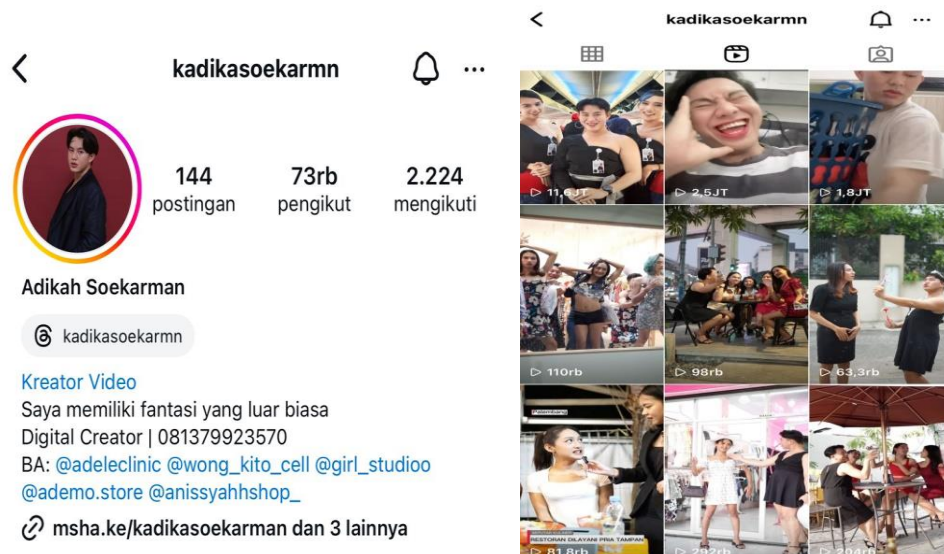 kadikasoekarmn
144
73rb
2.224
postingan
pengikut
mengikuti
Adikah Soekarman
kadikasoekarmn
Kreator Video
Saya memiliki fantasi yang luar biasa
Digital Creator | 081379923570
BA: @adeleclinic @wong_kito_cell @girl_studioo
@ademo.store @anissyahhshop_
msha.ke/kadikasoekarman dan 3 lainnya
kadikasoekarmn
11,6JT
2,5JT
1,8JT
110rb
98rb
63,3rb
Palembang
RESTORAN DILAYANI PRIA TAMPAN
81,8rb
292rb
204rb